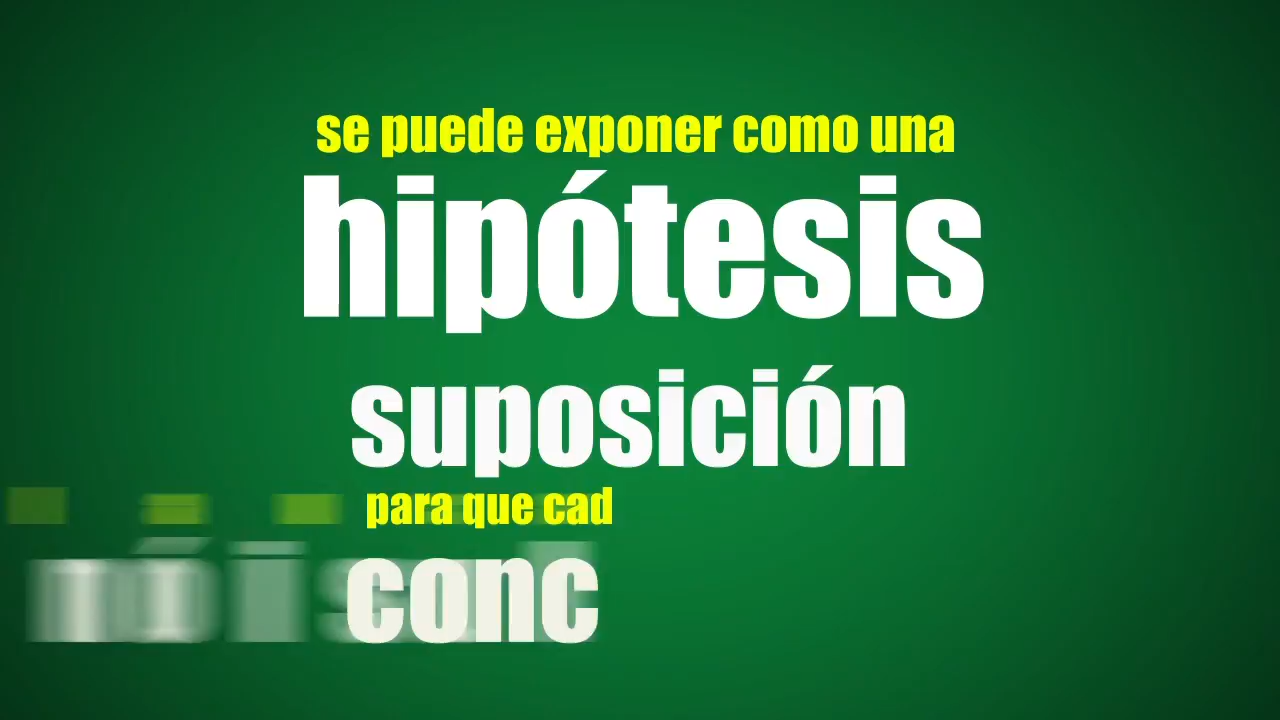 se puede exponer como una
hipótesis
suposición
para que cad
conc